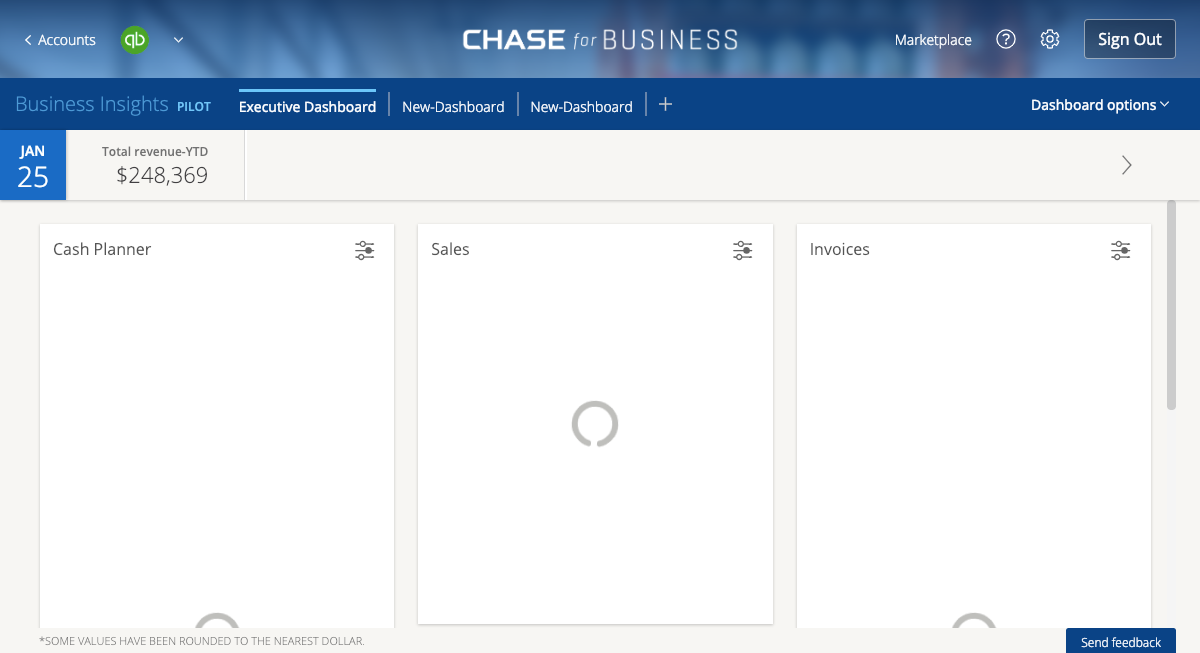 Accounts
qb
CHASE for BUSINESS
Marketplace
?
Sign Out
Business Insights PILOT
Executive Dashboard
New-Dashboard
New-Dashboard
+
Dashboard options
JAN
25
Total revenue-YTD
$248,369
Cash Planner
Sales
Invoices
*SOME VALUES HAVE BEEN ROUNDED TO THE NEAREST DOLLAR.
Send feedback